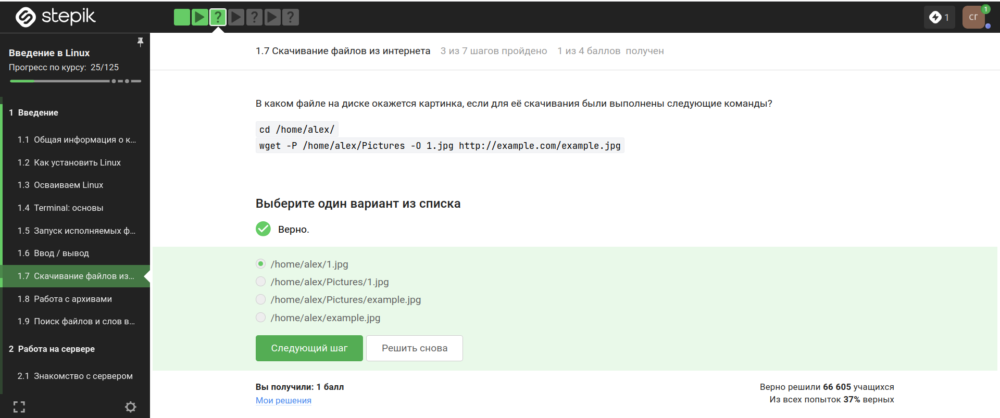 stepik
?
?
?
1
СГ
1
Введение в Linux
Прогресс по курсу: 25/125
1 Введение
1.1 Общая информация о к...
1.2 Как установить Linux
1.3 Осваиваем Linux
1.4 Terminal: основы
1.5 Запуск исполняемых ф...
1.6 Ввод / вывод
1.7 Скачивание файлов из...
1.8 Работа с архивами
1.9 Поиск файлов и слов в...
2 Работа на сервере
2.1 Знакомство с сервером
1.7 Скачивание файлов из интернета 3 из 7 шагов пройдено 1 из 4 баллов получен
В каком файле на диске окажется картинка, если для её скачивания были выполнены следующие команды?
cd /home/alex/
wget -P /home/alex/Pictures -O 1.jpg http://example.com/example.jpg
Выберите один вариант из списка
Верно.
/home/alex/1.jpg
/home/alex/Pictures/1.jpg
/home/alex/Pictures/example.jpg
/home/alex/example.jpg
Следующий шаг Решить снова
Вы получили: 1 балл
Мои решения
Верно решили 66 605 учащихся
Из всех попыток 37% верных